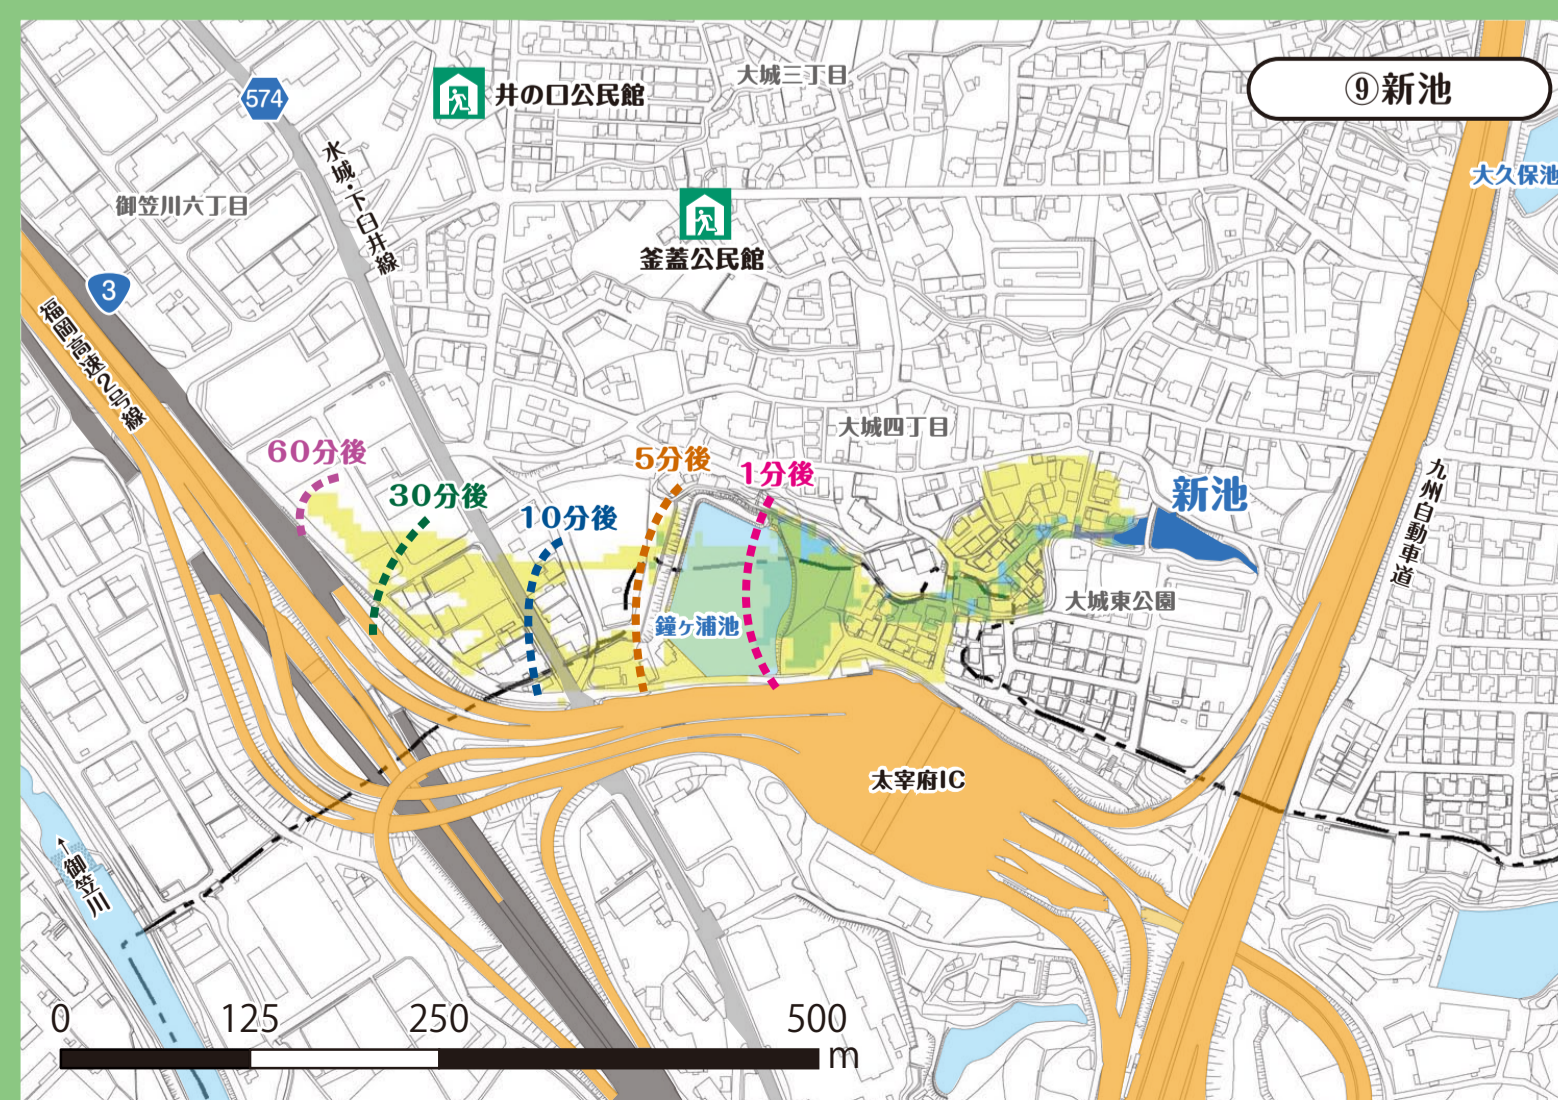 ⑨新池
大城三丁目
574
井の口公民館
大久保池
水城・下臼井線
御笠川六丁目
釜蓋公民館
3
福岡高速2号線
大城四丁目
60分後
30分後
10分後
5分後
1分後
新池
九州自動車道
鐘ヶ浦池
大城東公園
太宰府IC
←御笠川
0 125 250 500
m